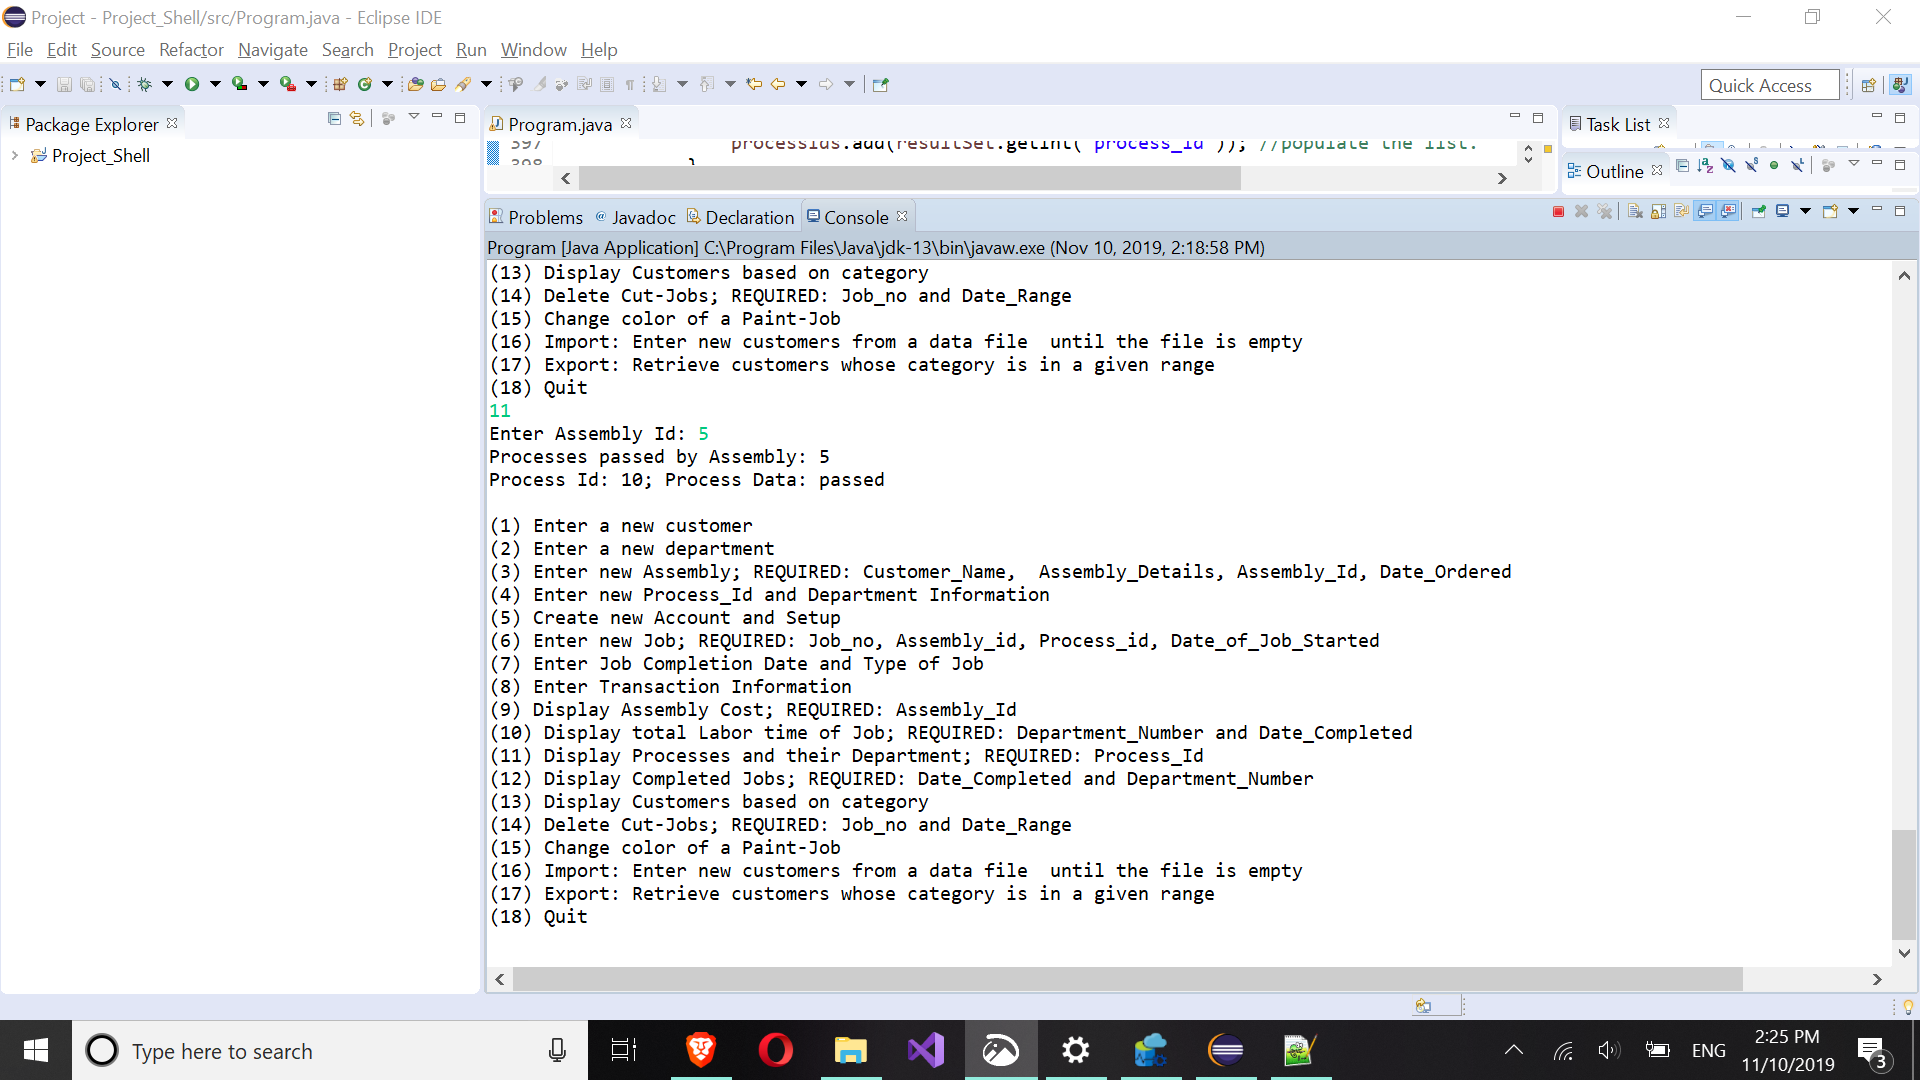 Project - Project_Shell/src/Program.java - Eclipse IDE
File Edit Source Refactor Navigate Search Project Run Window Help
Quick Access
Package Explorer
Project_Shell
Program.java
397 processIds.add(resultSet.getInt("process_id")); //populate the list.
398 }
Task List
Outline
Problems @ Javadoc Declaration Console
Program [Java Application] C:\Program Files\Java\jdk-13\bin\javaw.exe (Nov 10, 2019, 2:18:58 PM)
(13) Display Customers based on category
(14) Delete Cut-Jobs; REQUIRED: Job_no and Date_Range
(15) Change color of a Paint-Job
(16) Import: Enter new customers from a data file  until the file is empty
(17) Export: Retrieve customers whose category is in a given range
(18) Quit
11
Enter Assembly Id: 5
Processes passed by Assembly: 5
Process Id: 10; Process Data: passed
(1) Enter a new customer
(2) Enter a new department
(3) Enter new Assembly; REQUIRED: Customer_Name,  Assembly_Details, Assembly_Id, Date_Ordered
(4) Enter new Process_Id and Department Information
(5) Create new Account and Setup
(6) Enter new Job; REQUIRED: Job_no, Assembly_id, Process_id, Date_of_Job_Started
(7) Enter Job Completion Date and Type of Job
(8) Enter Transaction Information
(9) Display Assembly Cost; REQUIRED: Assembly_Id
(10) Display total Labor time of Job; REQUIRED: Department_Number and Date_Completed
(11) Display Processes and their Department; REQUIRED: Process_Id
(12) Display Completed Jobs; REQUIRED: Date_Completed and Department_Number
(13) Display Customers based on category
(14) Delete Cut-Jobs; REQUIRED: Job_no and Date_Range
(15) Change color of a Paint-Job
(16) Import: Enter new customers from a data file  until the file is empty
(17) Export: Retrieve customers whose category is in a given range
(18) Quit
Type here to search
ENG
2:25 PM
11/10/2019
3